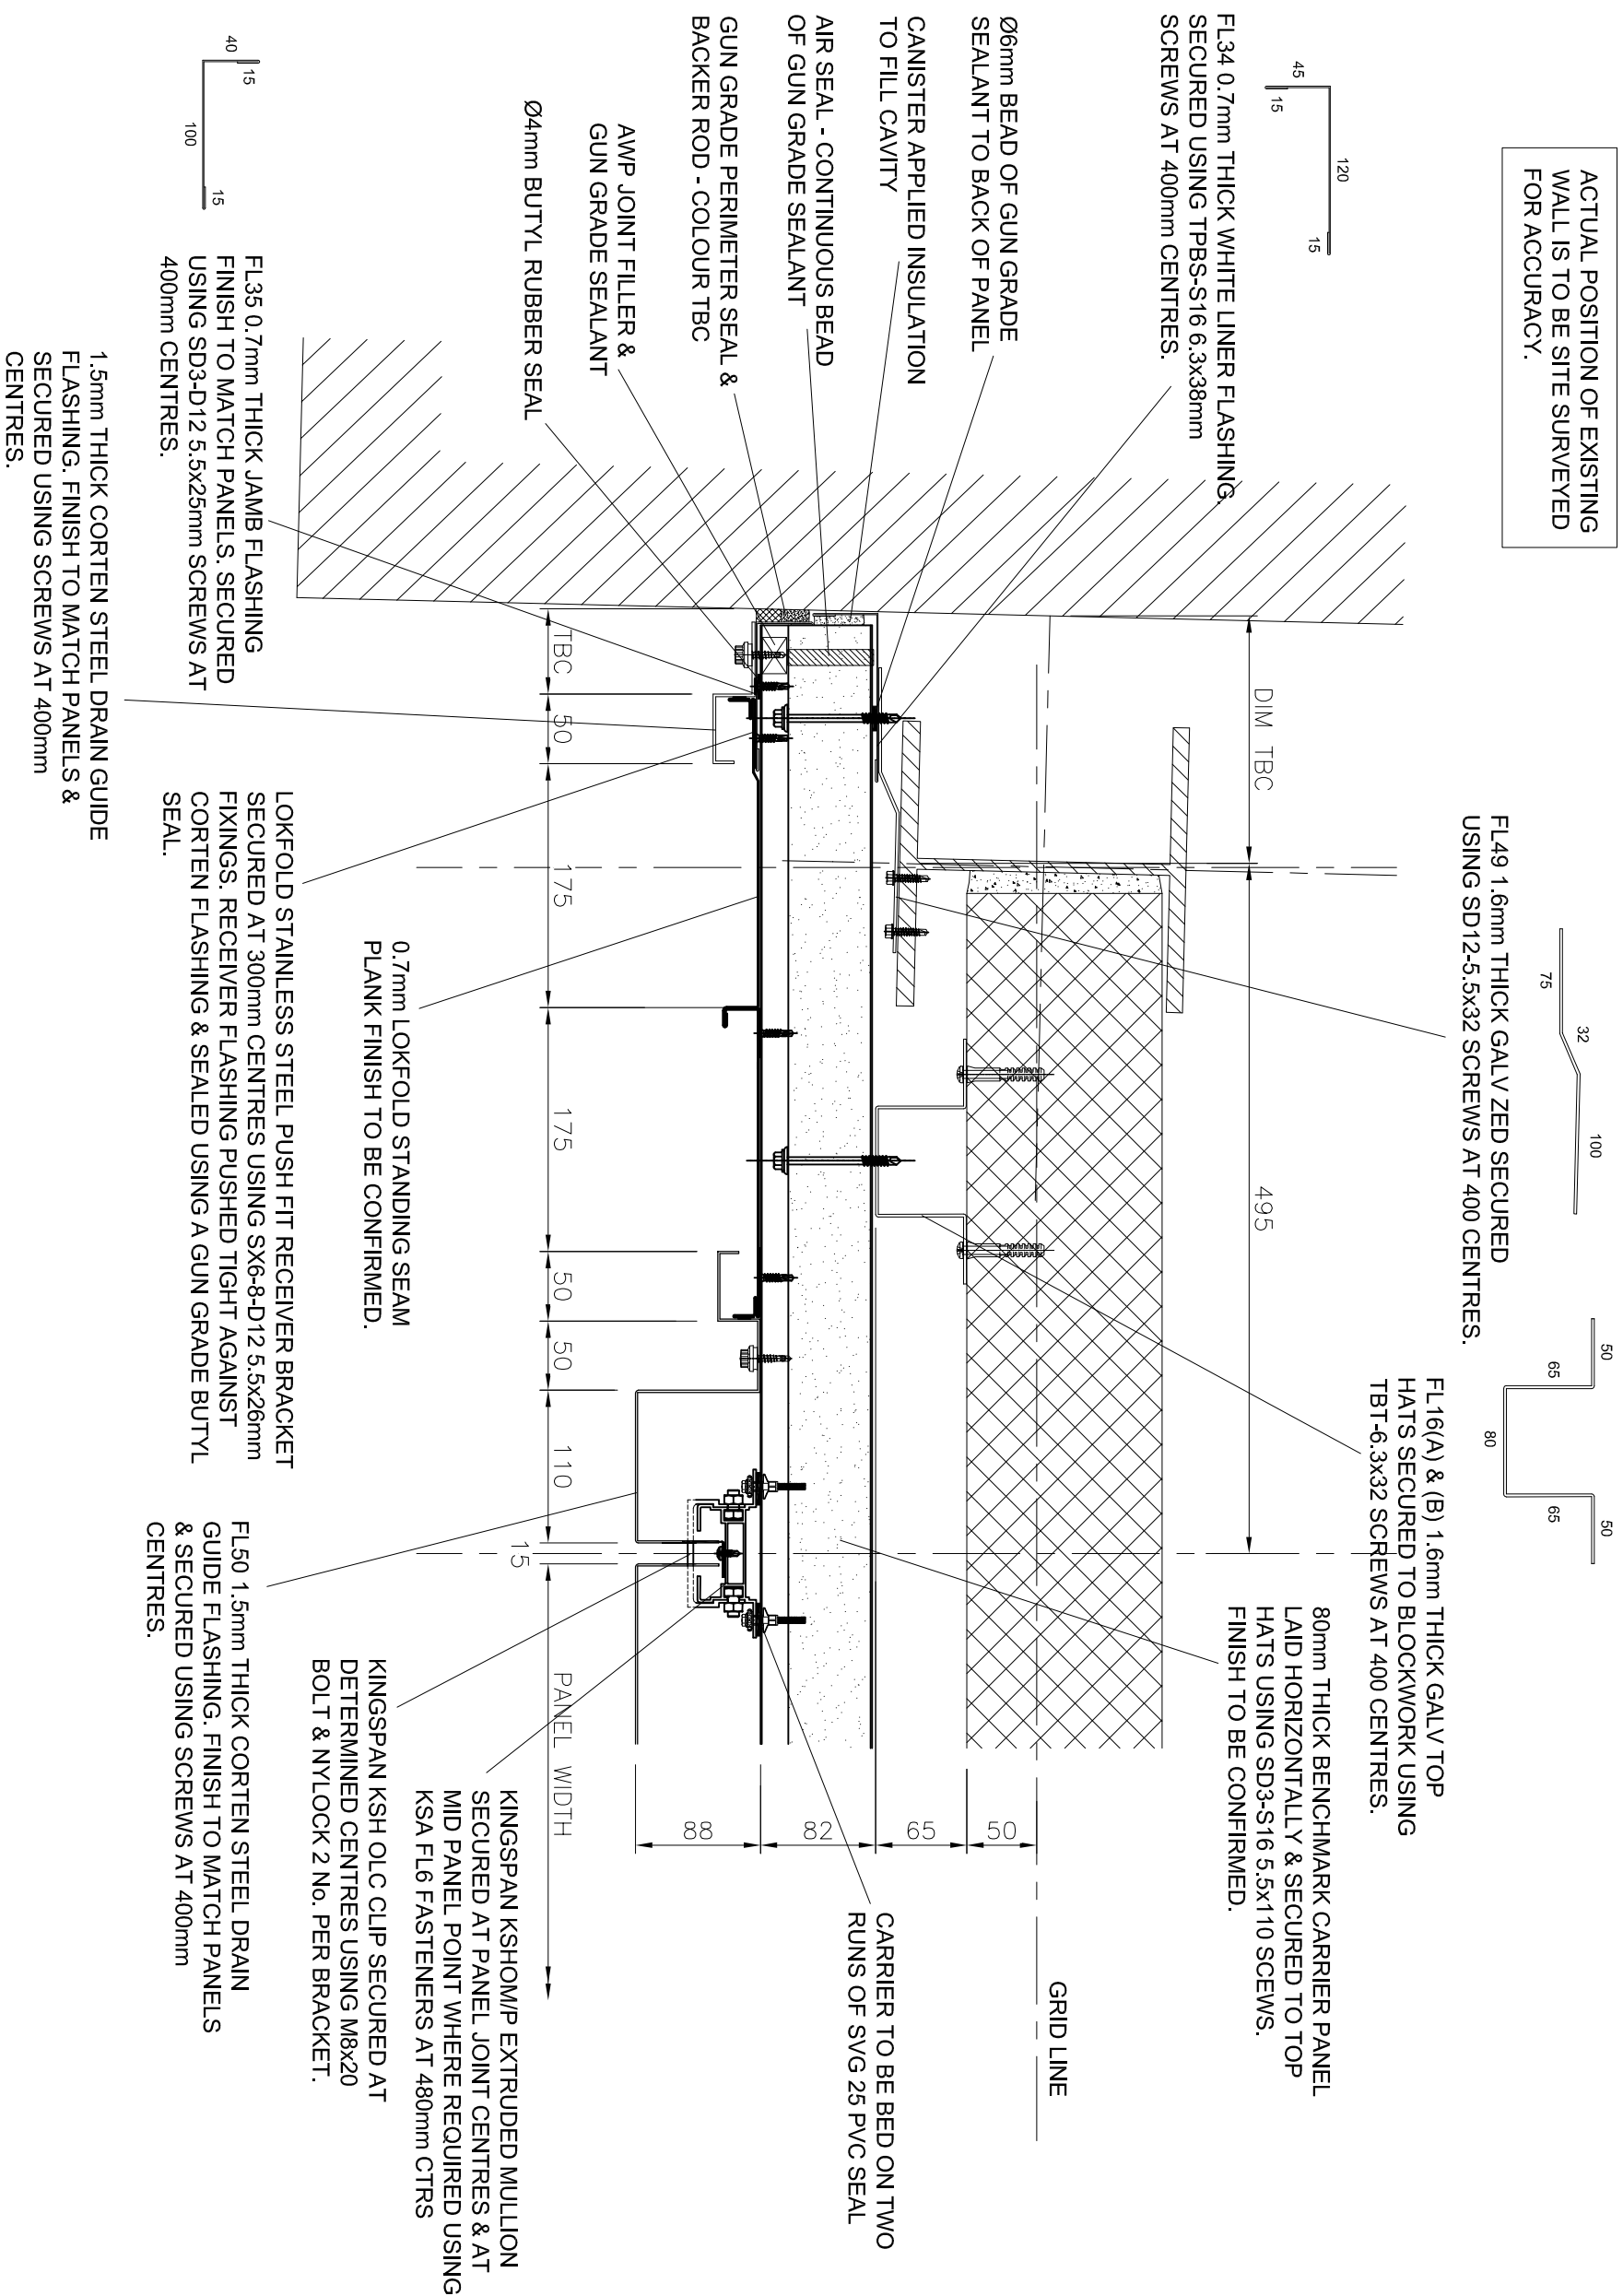 ACTUAL POSITION OF EXISTING
WALL IS TO BE SITE SURVEYED
FOR ACCURACY.
45
15
120
15
FL34 0.7mm THICK WHITE LINER FLASHING.
SECURED USING TPBS-S16 6.3x38mm
SCREWS AT 400mm CENTRES.
Ø6mm BEAD OF GUN GRADE
SEALANT TO BACK OF PANEL
CANISTER APPLIED INSULATION
TO FILL CAVITY
AIR SEAL - CONTINUOUS BEAD
OF GUN GRADE SEALANT
GUN GRADE PERIMETER SEAL &
BACKER ROD - COLOUR TBC
AWP JOINT FILLER &
GUN GRADE SEALANT
Ø4mm BUTYL RUBBER SEAL
40
15
100
15
FL35 0.7mm THICK JAMB FLASHING
FINISH TO MATCH PANELS. SECURED
USING SD3-D12 5.5x25mm SCREWS AT
400mm CENTRES.
1.5mm THICK CORTEN STEEL DRAIN GUIDE
FLASHING. FINISH TO MATCH PANELS &
SECURED USING SCREWS AT 400mm
CENTRES.
FL49 1.6mm THICK GALV ZED SECURED
USING SD12-5.5x32 SCREWS AT 400 CENTRES.
75
32
100
50
65
80
65
50
FL16(A) & (B) 1.6mm THICK GALV TOP
HATS SECURED TO BLOCKWORK USING
TBT-6.3x32 SCREWS AT 400 CENTRES.
80mm THICK BENCHMARK CARRIER PANEL
LAID HORIZONTALLY & SECURED TO TOP
HATS USING SD3-S16 5.5x110 SCEWS.
FINISH TO BE CONFIRMED.
DIM TBC
495
GRID LINE
TBC
50
175
175
50
50
110
15
PANEL WIDTH
88
82
65
50
CARRIER TO BE BED ON TWO
RUNS OF SVG 25 PVC SEAL
0.7mm LOKFOLD STANDING SEAM
PLANK FINISH TO BE CONFIRMED.
LOKFOLD STAINLESS STEEL PUSH FIT RECEIVER BRACKET
SECURED AT 300mm CENTRES USING SX6-8-D12 5.5x26mm
FIXINGS. RECEIVER FLASHING PUSHED TIGHT AGAINST
CORTEN FLASHING & SEALED USING A GUN GRADE BUTYL
SEAL.
KINGSPAN KSHOM/P EXTRUDED MULLION
SECURED AT PANEL JOINT CENTRES & AT
MID PANEL POINT WHERE REQUIRED USING
KSA FL6 FASTENERS AT 480mm CTRS
KINGSPAN KSH OLC CLIP SECURED AT
DETERMINED CENTRES USING M8x20
BOLT & NYLOCK 2 No. PER BRACKET.
FL50 1.5mm THICK CORTEN STEEL DRAIN
GUIDE FLASHING. FINISH TO MATCH PANELS
& SECURED USING SCREWS AT 400mm
CENTRES.